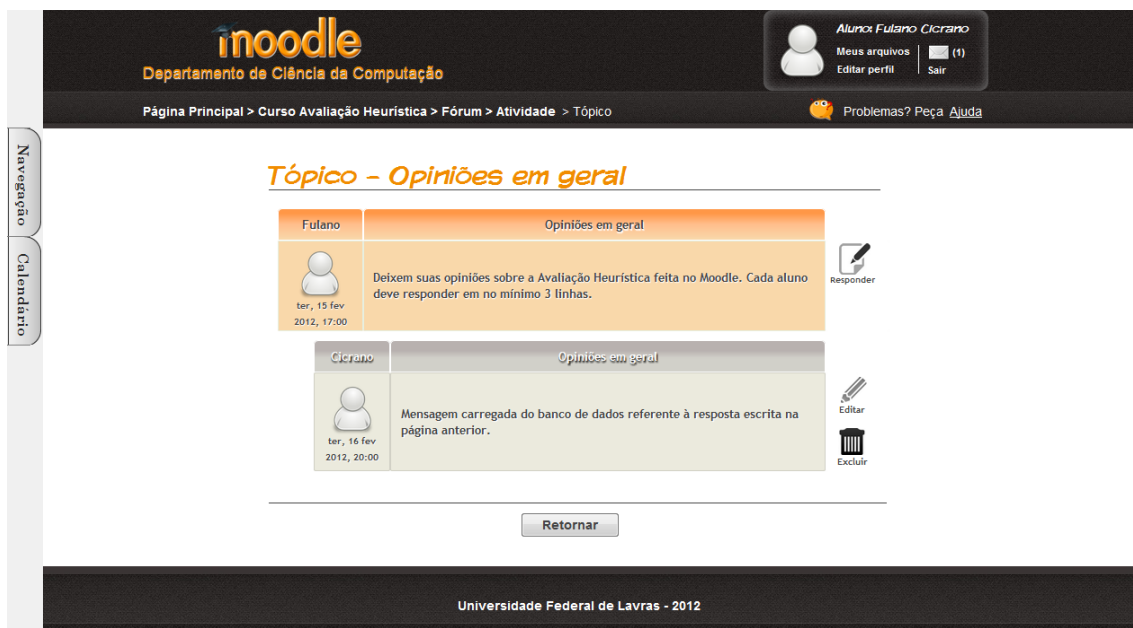 moodle
Departamento de Ciência da Computação
Aluno: Fulano Cicrano
Meus arquivos (1)
Editar perfil Sair
Página Principal > Curso Avaliação Heurística > Fórum > Atividade > Tópico
Problemas? Peça Ajuda
Navegação
Calendário
Tópico - Opiniões em geral
Fulano
Opiniões em geral
ter, 15 fev
2012, 17:00
Deixem suas opiniões sobre a Avaliação Heurística feita no Moodle. Cada aluno
deve responder em no mínimo 3 linhas.
Responder
Cicrano
Opiniões em geral
ter, 16 fev
2012, 20:00
Mensagem carregada do banco de dados referente à resposta escrita na
página anterior.
Editar
Excluir
Retornar
Universidade Federal de Lavras - 2012